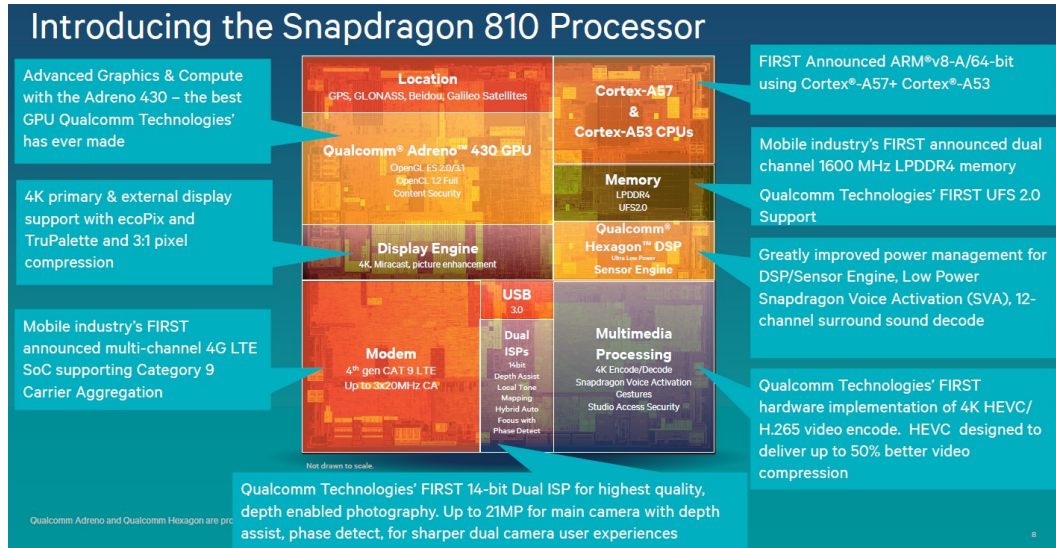 Introducing the Snapdragon 810 Processor
Advanced Graphics & Compute
with the Adreno 430 – the best
GPU Qualcomm Technologies’
has ever made
4K primary & external display
support with ecoPix and
TruPalette and 3:1 pixel
compression
Mobile industry’s FIRST
announced multi-channel 4G LTE
SoC supporting Category 9
Carrier Aggregation
Location
GPS, GLONASS, Beidou, Galileo Satellites
Qualcomm® Adreno™ 430 GPU
OpenGL ES 2.0/3.1
OpenCL 1.2 Full
Content Security
Display Engine
4K, Miracast, picture enhancement
Modem
4th gen CAT 9 LTE
Up to 3x20MHz CA
USB
3.0
Dual
ISPs
14bit
Depth Assist
Local Tone
Mapping
Hybrid Auto
Focus with
Phase Detect
Cortex-A57
&
Cortex-A53 CPUs
Memory
LPDDR4
UFS2.0
Qualcomm®
Hexagon™ DSP
Ultra Low Power
Sensor Engine
Multimedia
Processing
4K Encode/Decode
Snapdragon Voice Activation
Gestures
Studio Access Security
FIRST Announced ARM®v8-A/64-bit
using Cortex®-A57+ Cortex®-A53
Mobile industry’s FIRST announced dual
channel 1600 MHz LPDDR4 memory
Qualcomm Technologies’ FIRST UFS 2.0
Support
Greatly improved power management for
DSP/Sensor Engine, Low Power
Snapdragon Voice Activation (SVA), 12-
channel surround sound decode
Qualcomm Technologies’ FIRST
hardware implementation of 4K HEVC/
H.265 video encode. HEVC designed to
deliver up to 50% better video
compression
Not drawn to scale.
Qualcomm Technologies’ FIRST 14-bit Dual ISP for highest quality,
depth enabled photography. Up to 21MP for main camera with depth
assist, phase detect, for sharper dual camera user experiences
Qualcomm Adreno and Qualcomm Hexagon are
8